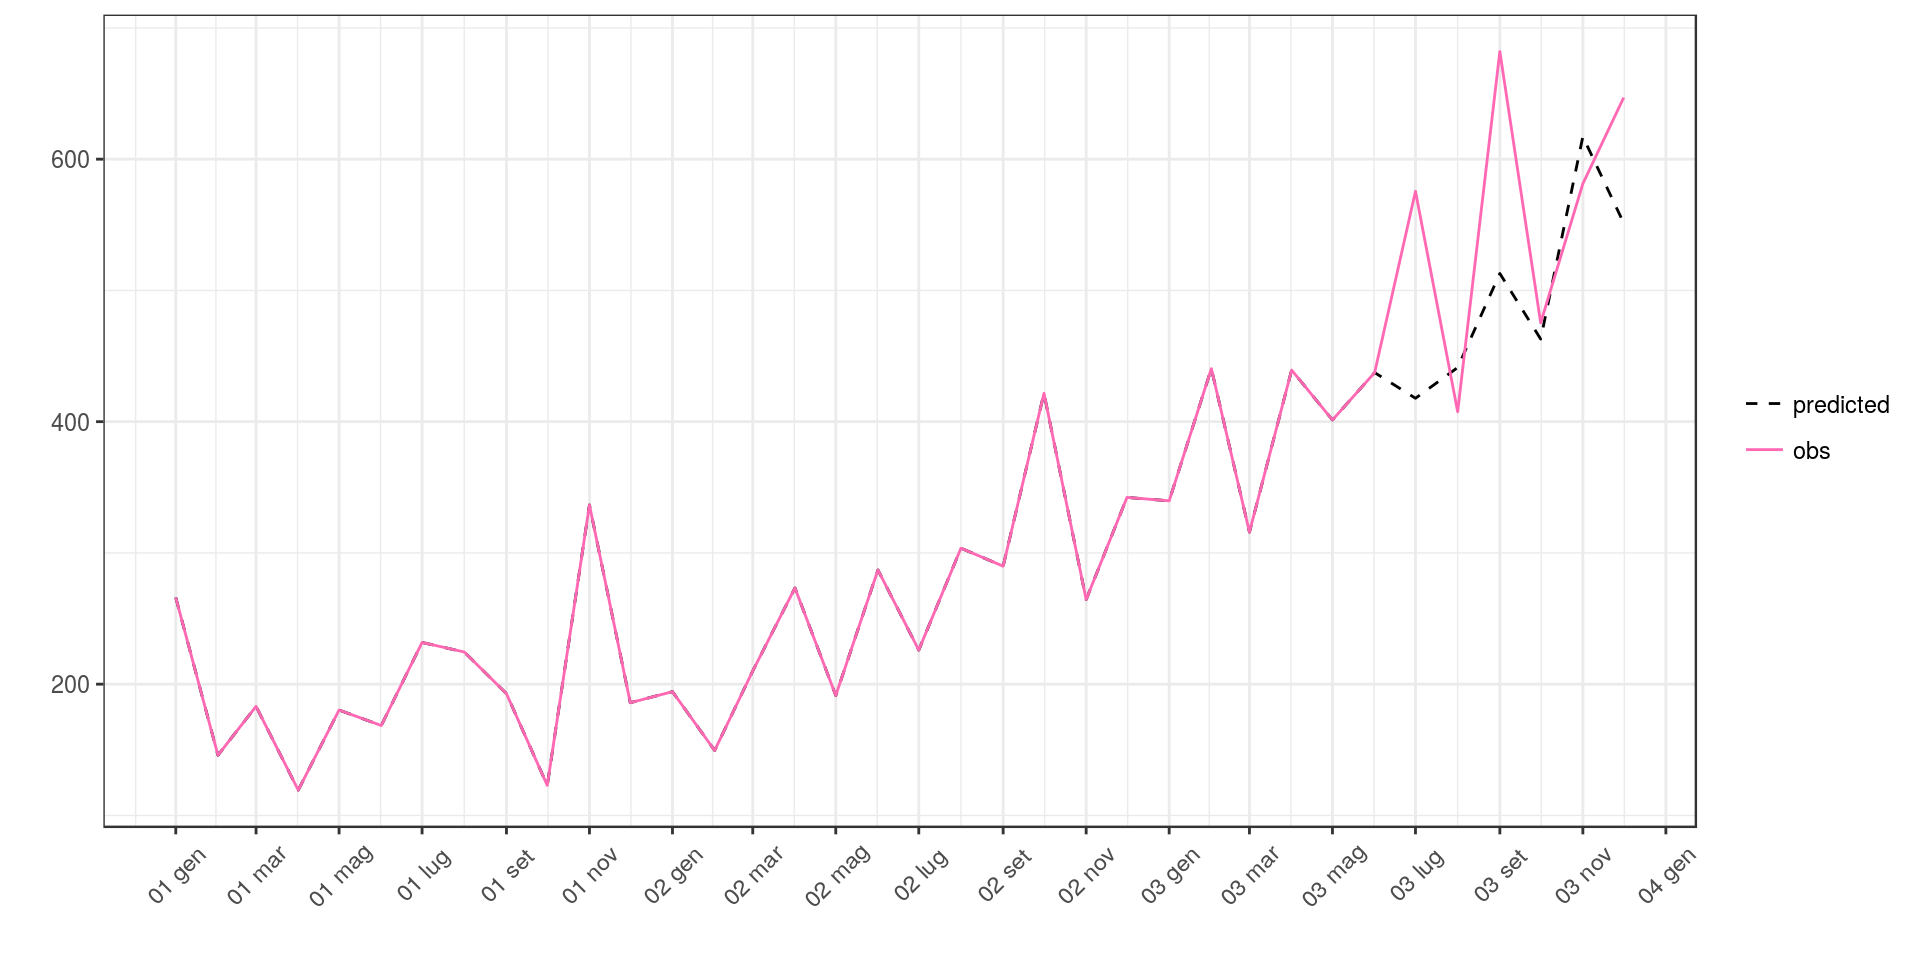 600
400
200
01 gen
01 mar
01 mag
01 lug
01 set
01 nov
02 gen
02 mar
02 mag
02 lug
02 set
02 nov
03 gen
03 mar
03 mag
03 lug
03 set
03 nov
04 gen
predicted
obs